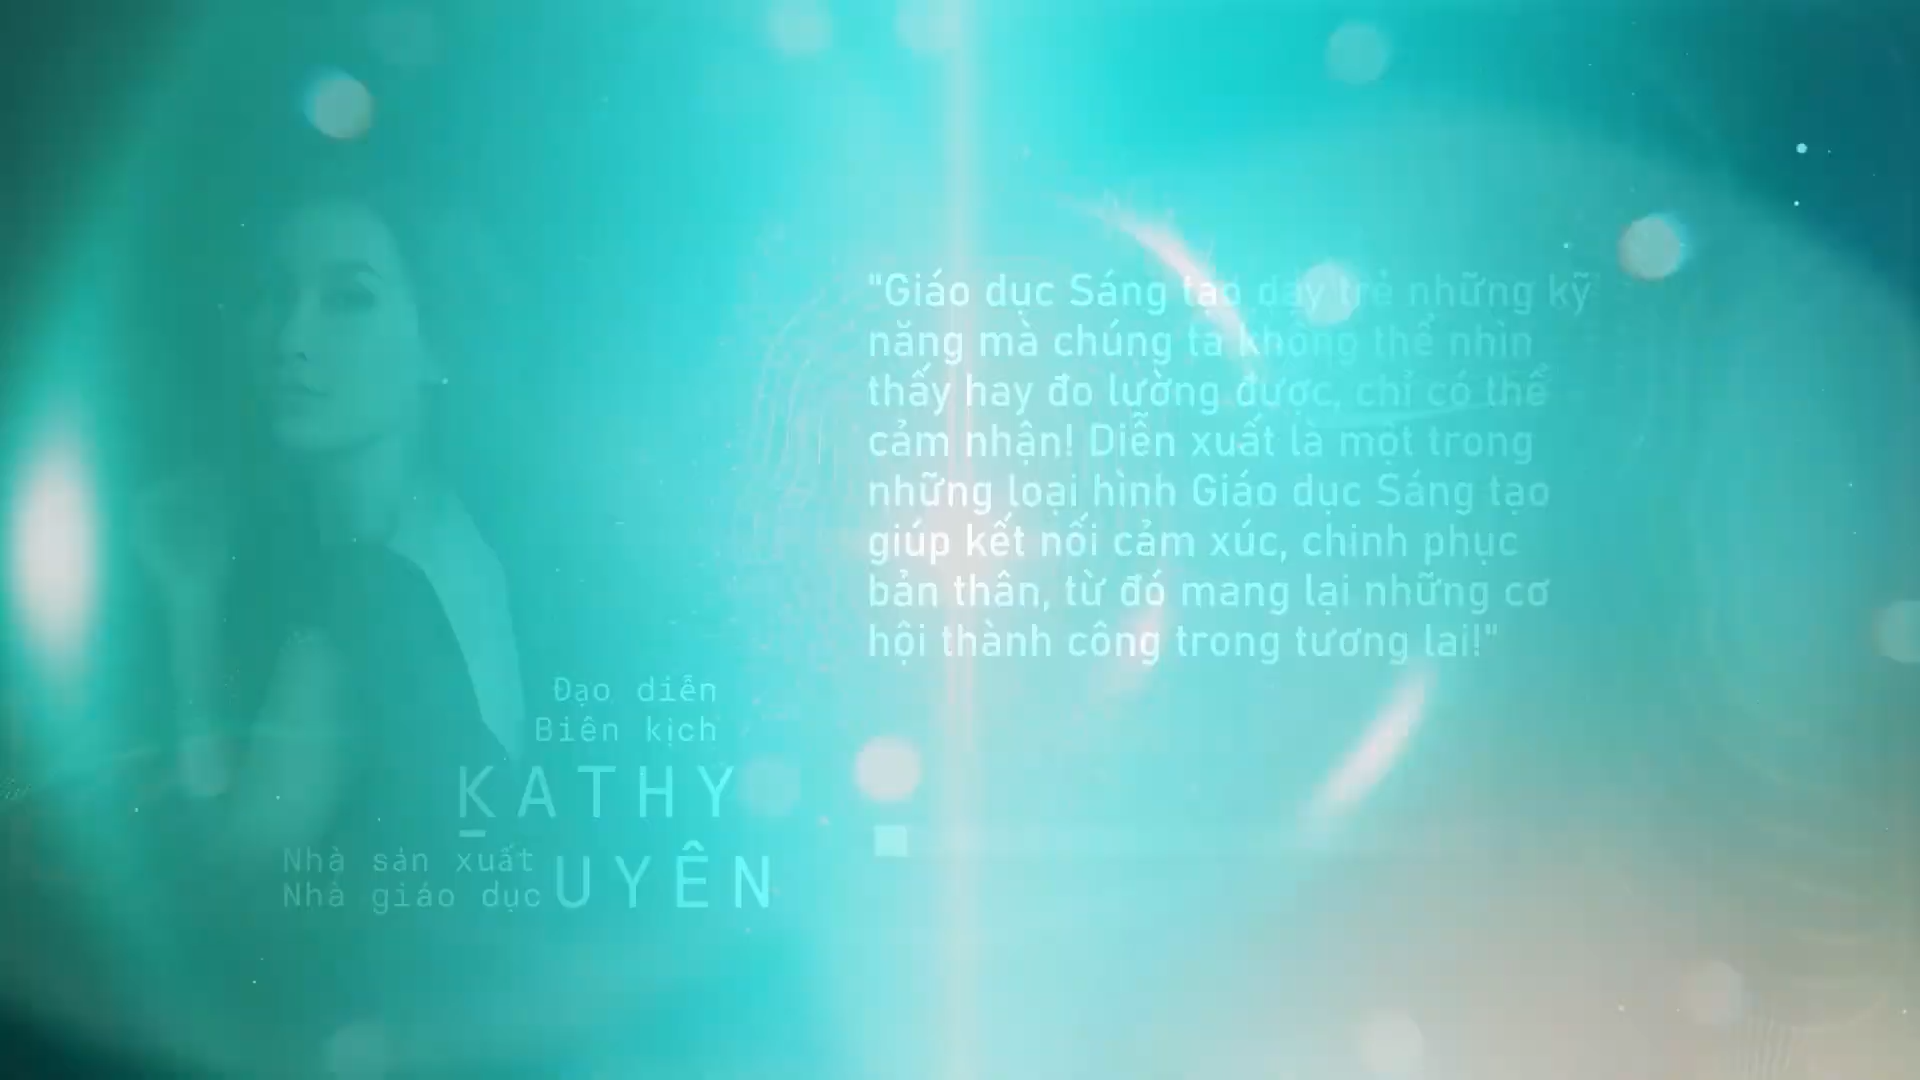 "Giáo dục Sáng tạo dạy trẻ những kỹ
năng mà chúng ta không thể nhìn
thấy hay đo lường được, chỉ có thể
cảm nhận! Diễn xuất là một trong
những loại hình Giáo dục Sáng tạo
giúp kết nối cảm xúc, chinh phục
bản thân, từ đó mang lại những cơ
hội thành công trong tương lai!"
Đạo diễn
Biên kịch
KATHY
Nhà sản xuất
Nhà giáo dục
UYÊN